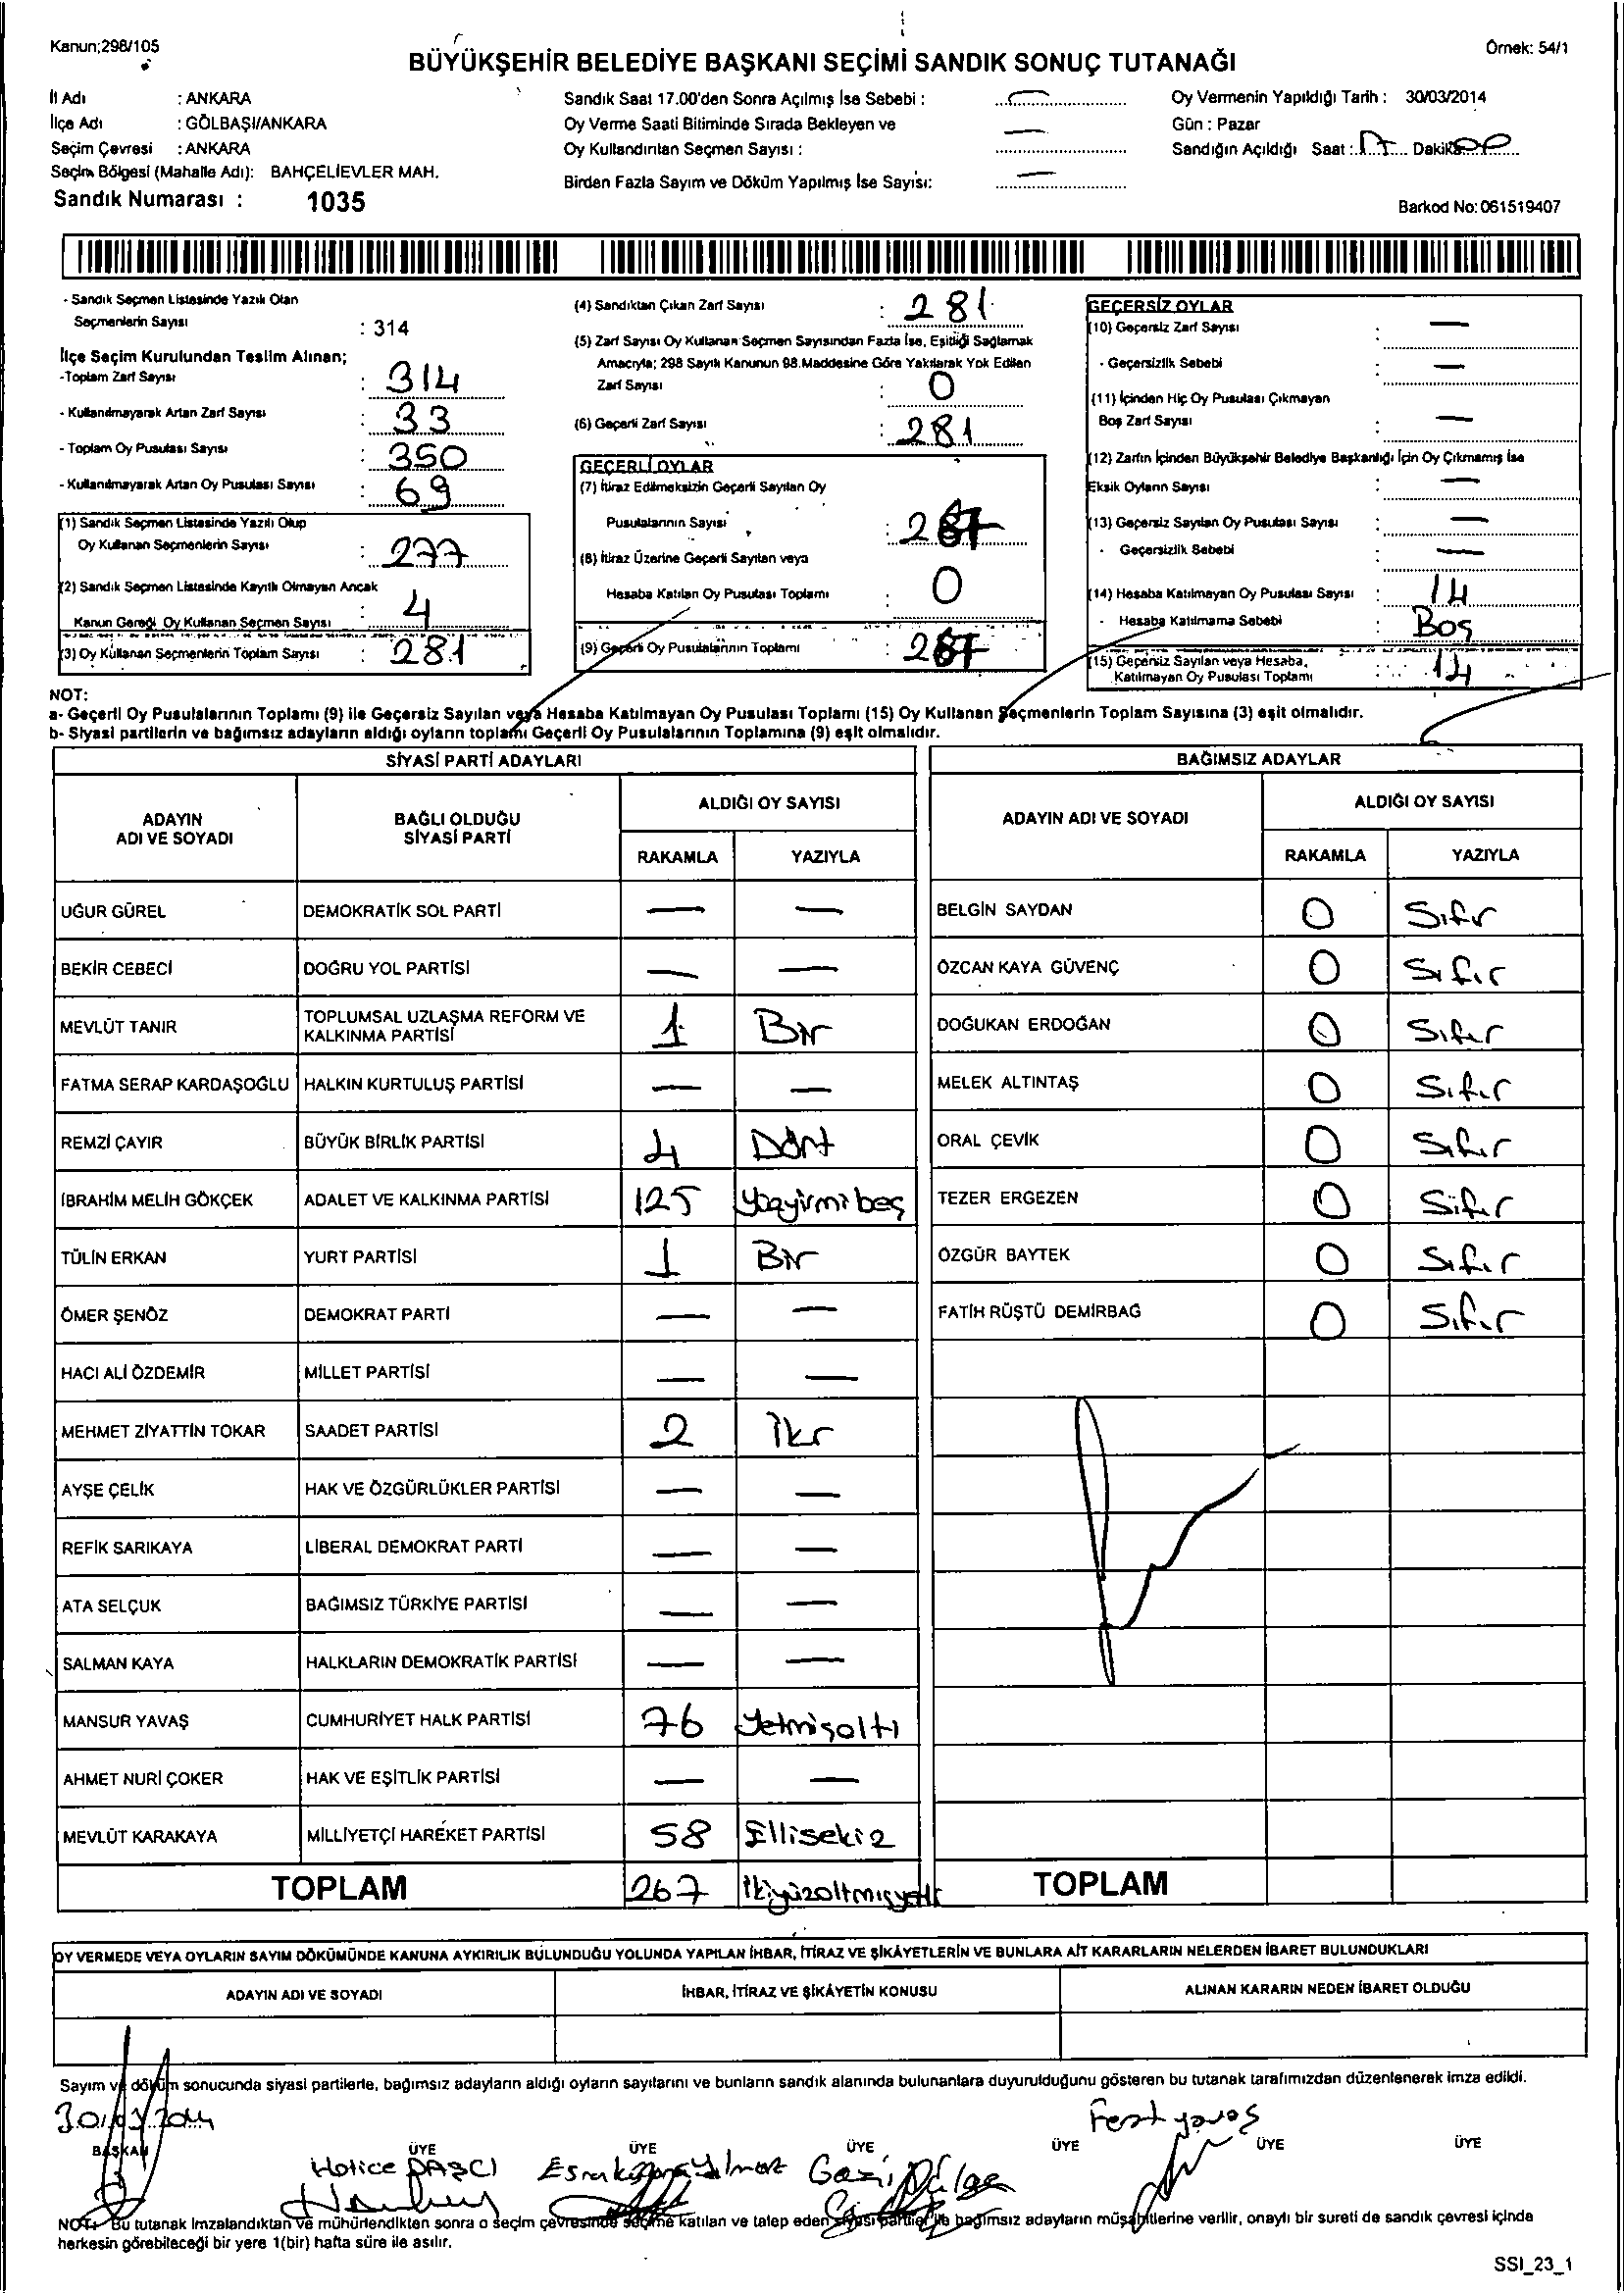 Kanun;298/105
Örnek: 54/1
BÜYÜKŞEHİR BELEDİYE BAŞKANI SEÇİMİ SANDIK SONUÇ TUTANAĞI
İl Adı : ANKARA
İlçe Adı : GÖLBAŞI/ANKARA
Seçim Çevresi : ANKARA
Seçim Bölgesi (Mahalle Adı): BAHÇELİEVLER MAH.
Sandık Numarası : 1035
Sandık Saat 17.00'den Sonra Açılmış İse Sebebi : —
Oy Verme Saati Bitiminde Sırada Bekleyen ve
Oy Kullandırılan Seçmen Sayısı : —
Birden Fazla Sayım ve Döküm Yapılmış İse Sayısı: —
Oy Vermenin Yapıldığı Tarih : 30/03/2014
Gün : Pazar
Sandığın Açıldığı Saat : 17 Dakika 00
Barkod No:061519407
- Sandık Seçmen Listesinde Yazılı Olan
Seçmenlerin Sayısı : 314
İlçe Seçim Kurulundan Teslim Alınan;
-Toplam Zarf Sayısı : 314
- Kullanılmayarak Artan Zarf Sayısı : 33
- Toplam Oy Pusulası Sayısı : 350
- Kullanılmayarak Artan Oy Pusulası Sayısı : 69
(1) Sandık Seçmen Listesinde Yazılı Olup
Oy Kullanan Seçmenlerin Sayısı : 277
(2) Sandık Seçmen Listesinde Kayıtlı Olmayan Ancak
Kanun Gereği Oy Kullanan Seçmen Sayısı : 4
(3) Oy Kullanan Seçmenlerin Toplam Sayısı : 281
(4) Sandıktan Çıkan Zarf Sayısı : 281
(5) Zarf Sayısı Oy Kullanan Seçmen Sayısından Fazla İse, Eşitliği Sağlamak
Amacıyla; 298 Sayılı Kanunun 98.Maddesine Göre Yakılarak Yok Edilen
Zarf Sayısı : 0
(6) Geçerli Zarf Sayısı : 281
GEÇERLİ OYLAR
(7) İtiraz Edilmeksizin Geçerli Sayılan Oy
Pusulalarının Sayısı : 267
(8) İtiraz Üzerine Geçerli Sayılan veya
Hesaba Katılan Oy Pusulası Toplamı : 0
(9) Geçerli Oy Pusulalarının Toplamı : 267
GEÇERSİZ OYLAR
(10) Geçersiz Zarf Sayısı : —
- Geçersizlik Sebebi : —
(11) İçinden Hiç Oy Pusulası Çıkmayan
Boş Zarf Sayısı : —
(12) Zarfın İçinden Büyükşehir Belediye Başkanlığı İçin Oy Çıkmamış İse
Eksik Oyların Sayısı : —
(13) Geçersiz Sayılan Oy Pusulası Sayısı : —
- Geçersizlik Sebebi : —
(14) Hesaba Katılmayan Oy Pusulası Sayısı : 14
- Hesaba Katılmama Sebebi : Boş
(15) Geçersiz Sayılan veya Hesaba,
Katılmayan Oy Pusulası Toplamı : 14
NOT:
a- Geçerli Oy Pusulalarının Toplamı (9) ile Geçersiz Sayılan veya Hesaba Katılmayan Oy Pusulası Toplamı (15) Oy Kullanan Seçmenlerin Toplam Sayısına (3) eşit olmalıdır.
b- Siyasi partilerin ve bağımsız adayların aldığı oyların toplamı Geçerli Oy Pusulalarının Toplamına (9) eşit olmalıdır.
SİYASİ PARTİ ADAYLARI
ADAYIN ADI VE SOYADI
BAĞLI OLDUĞU SİYASİ PARTİ
ALDIĞI OY SAYISI
RAKAMLA YAZIYLA
UĞUR GÜREL DEMOKRATİK SOL PARTİ — —
BEKİR CEBECİ DOĞRU YOL PARTİSİ — —
MEVLÜT TANIR TOPLUMSAL UZLAŞMA REFORM VE KALKINMA PARTİSİ 1 Bir
FATMA SERAP KARDAŞOĞLU HALKIN KURTULUŞ PARTİSİ — —
REMZİ ÇAYIR BÜYÜK BİRLİK PARTİSİ 4 Dört
İBRAHİM MELİH GÖKÇEK ADALET VE KALKINMA PARTİSİ 125 yüzyirmibeş
TÜLİN ERKAN YURT PARTİSİ 1 Bir
ÖMER ŞENÖZ DEMOKRAT PARTİ — —
HACI ALİ ÖZDEMİR MİLLET PARTİSİ — —
MEHMET ZİYATTİN TOKAR SAADET PARTİSİ 2 İki
AYŞE ÇELİK HAK VE ÖZGÜRLÜKLER PARTİSİ — —
REFİK SARIKAYA LİBERAL DEMOKRAT PARTİ — —
ATA SELÇUK BAĞIMSIZ TÜRKİYE PARTİSİ — —
SALMAN KAYA HALKLARIN DEMOKRATİK PARTİSİ — —
MANSUR YAVAŞ CUMHURİYET HALK PARTİSİ 76 Yetmişaltı
AHMET NURİ ÇOKER HAK VE EŞİTLİK PARTİSİ — —
MEVLÜT KARAKAYA MİLLİYETÇİ HAREKET PARTİSİ 58 Ellisekiz
TOPLAM 267 İkiyüzaltmışyedi
BAĞIMSIZ ADAYLAR
ADAYIN ADI VE SOYADI
ALDIĞI OY SAYISI
RAKAMLA YAZIYLA
BELGİN SAYDAN 0 Sıfır
ÖZCAN KAYA GÜVENÇ 0 Sıfır
DOĞUKAN ERDOĞAN 0 Sıfır
MELEK ALTINTAŞ 0 Sıfır
ORAL ÇEVİK 0 Sıfır
TEZER ERGEZEN 0 Sıfır
ÖZGÜR BAYTEK 0 Sıfır
FATİH RÜŞTÜ DEMİRBAĞ 0 Sıfır
TOPLAM
OY VERMEDE VEYA OYLARIN SAYIM DÖKÜMÜNDE KANUNA AYKIRILIK BULUNDUĞU YOLUNDA YAPILAN İHBAR, İTİRAZ VE ŞİKÂYETLERİN VE BUNLARA AİT KARARLARIN NELERDEN İBARET BULUNDUKLARI
ADAYIN ADI VE SOYADI
İHBAR, İTİRAZ VE ŞİKÂYETİN KONUSU
ALINAN KARARIN NEDEN İBARET OLDUĞU
Sayım ve döküm sonucunda siyasi partilerle, bağımsız adayların aldığı oyların sayılarını ve bunların sandık alanında bulunanlara duyurulduğunu gösteren bu tutanak tarafımızdan düzenlenerek imza edildi.
30/03/2014
BAŞKAN ÜYE ÜYE ÜYE ÜYE ÜYE ÜYE
Hatice
Esra Yılmaz
Gazi
yavaş
NOT: Bu tutanak imzalandıktan ve mühürlendikten sonra o seçim çevresinde seçime katılan ve talep eden siyasi partiler ile bağımsız adayların müşahitlerine verilir, onaylı bir sureti de sandık çevresi içinde
herkesin görebileceği bir yere 1(bir) hafta süre ile asılır.
SSI_23_1